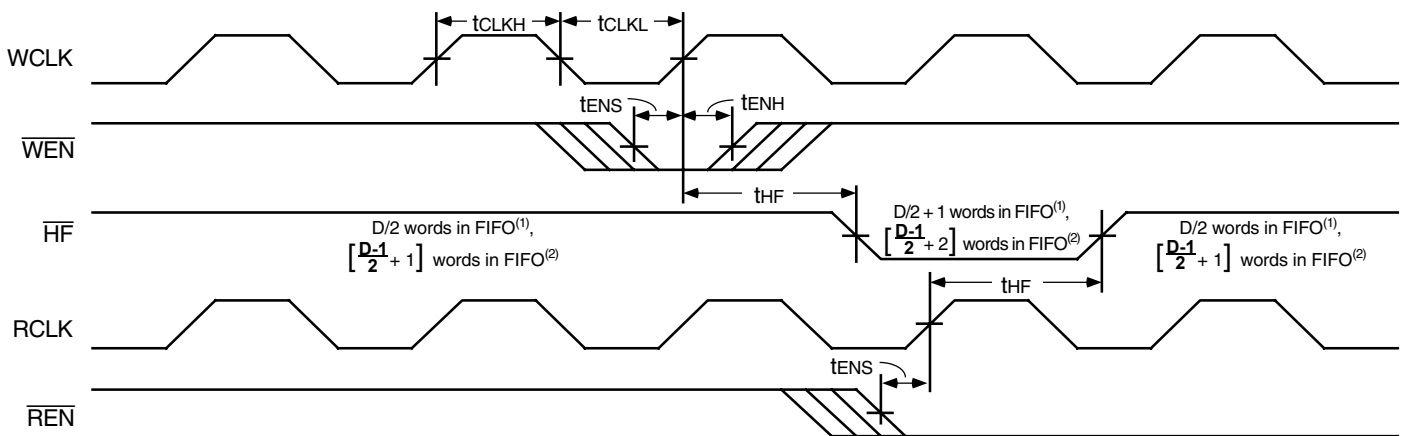 tCLKH
tCLKL
WCLK
tENS
tENH
WEN
tHF
HF
D/2 words in FIFO(1),
[D-1/2 + 1] words in FIFO(2)
D/2 + 1 words in FIFO(1),
[D-1/2 + 2] words in FIFO(2)
D/2 words in FIFO(1),
[D-1/2 + 1] words in FIFO(2)
tHF
RCLK
tENS
REN